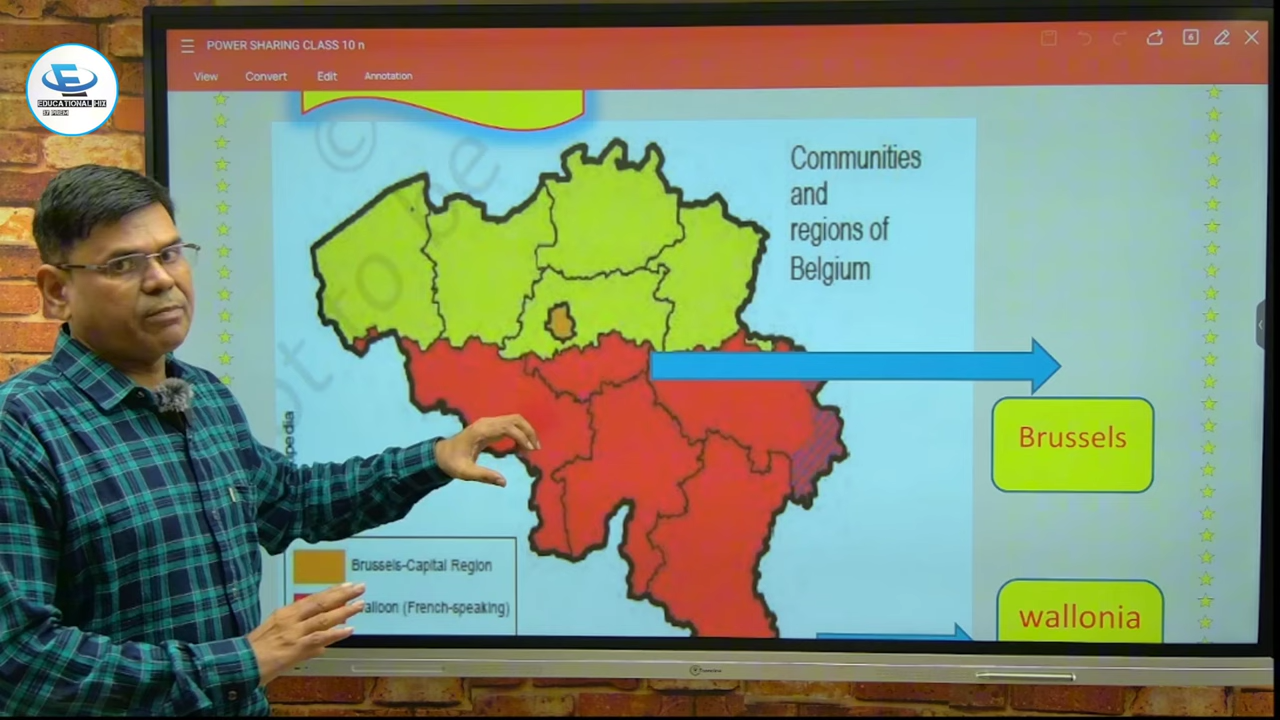 POWER SHARING CLASS 10 n
View Convert Edit Annotation
EDUCATIONAL
Communities
and
regions of
Belgium
Brussels
Brussels-Capital Region
alloon (French-speaking)
wallonia